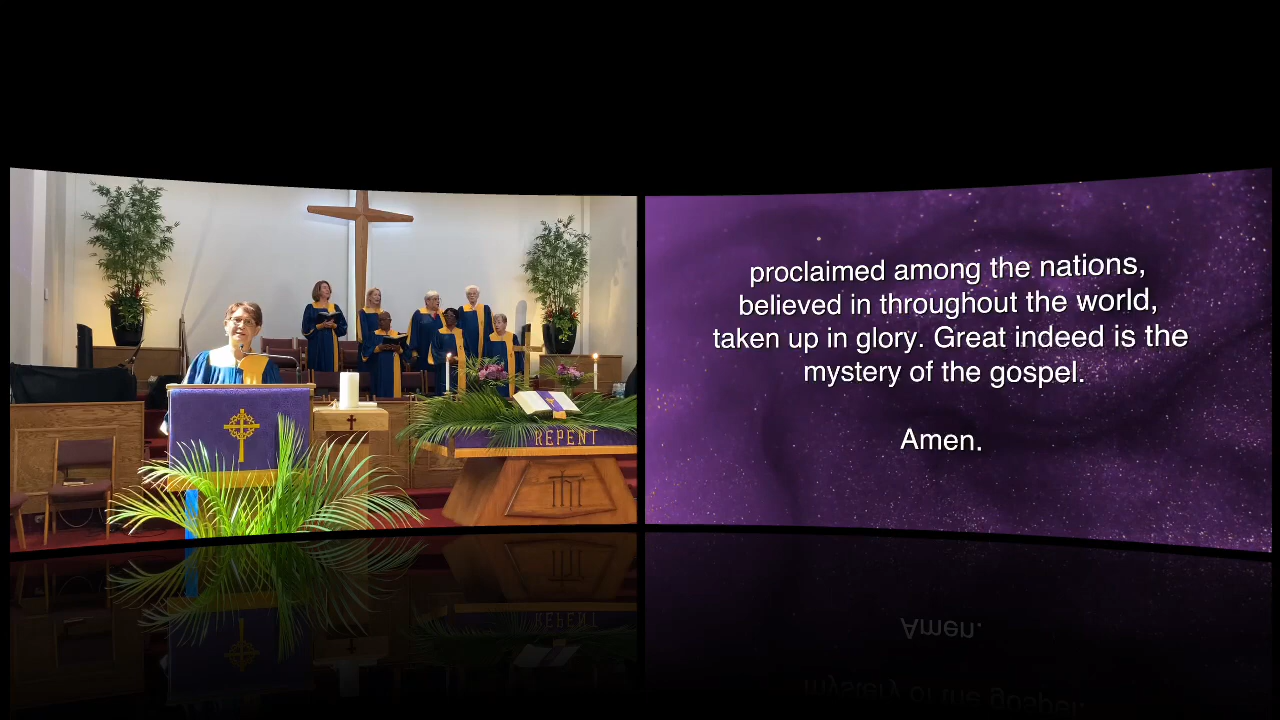 REPENT
IHS
proclaimed among the nations,
believed in throughout the world,
taken up in glory. Great indeed is the
mystery of the gospel.
Amen.